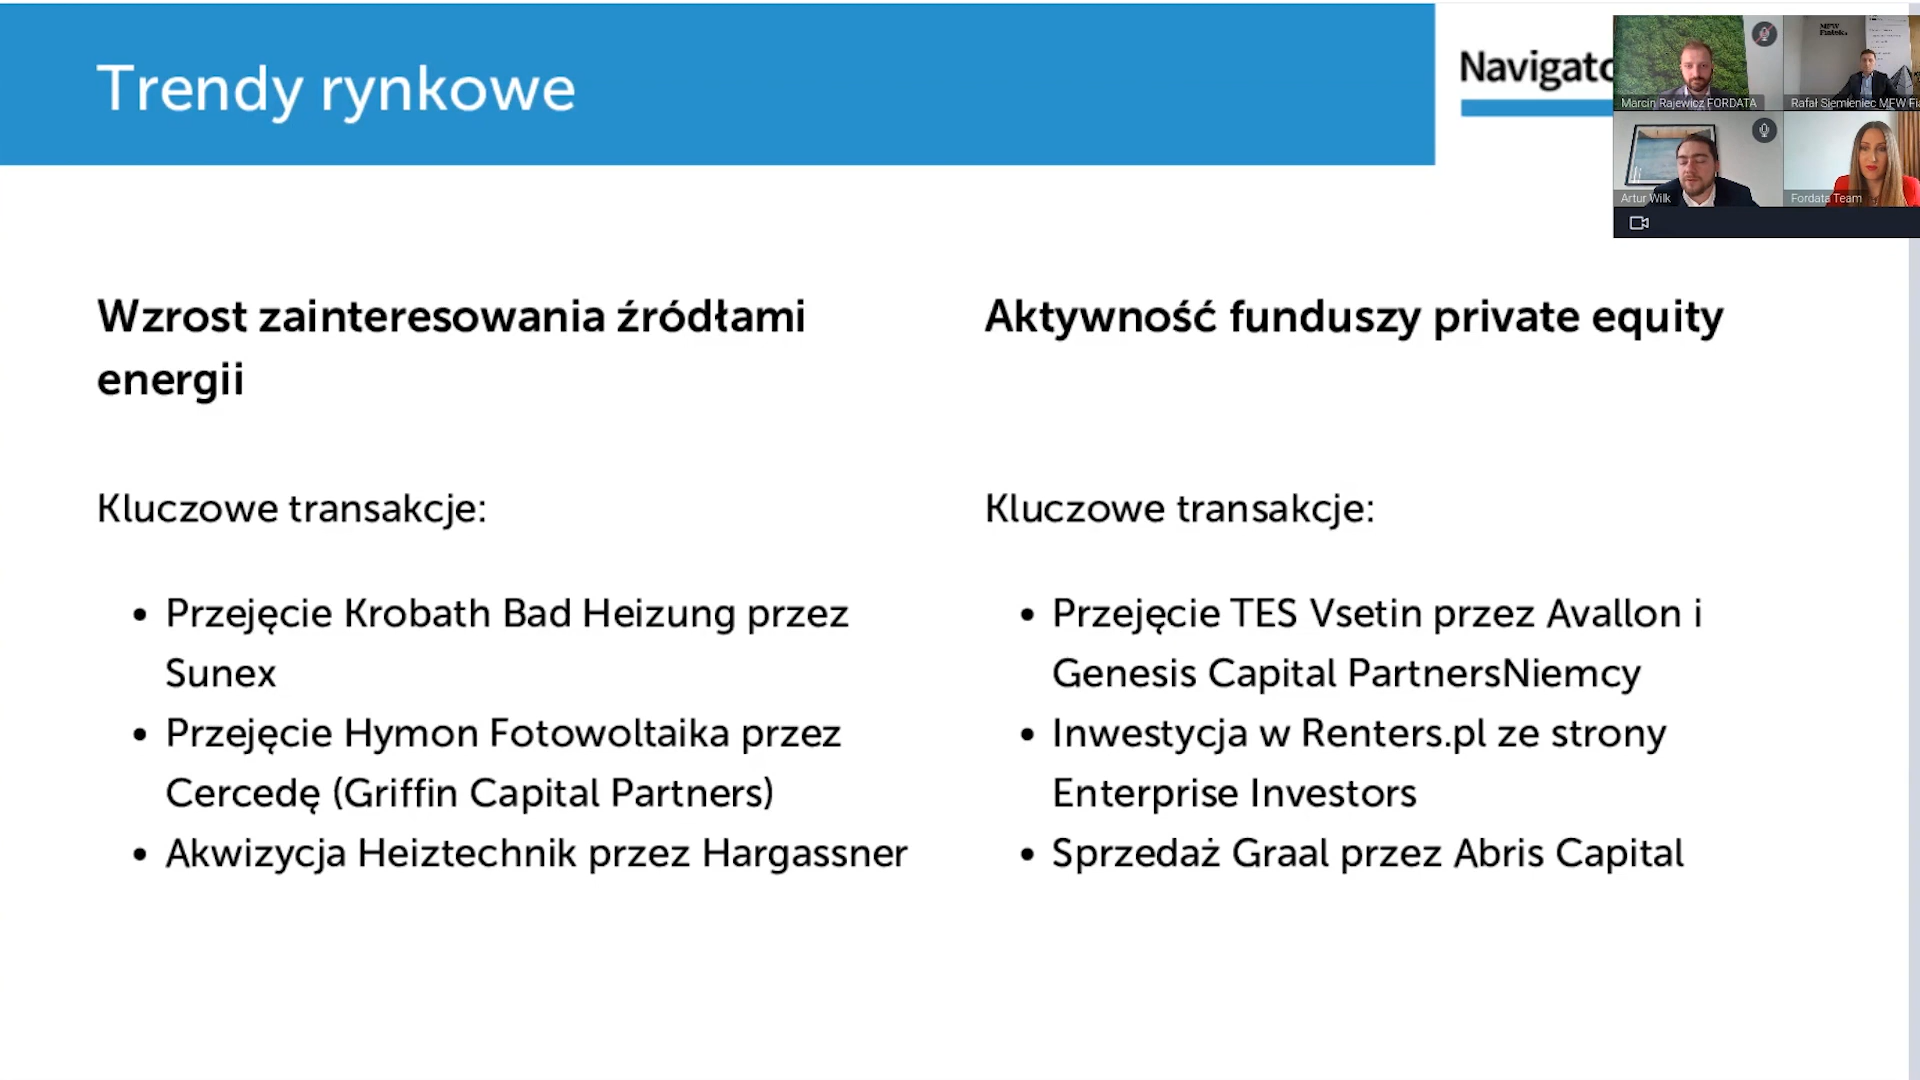 Trendy rynkowe
Navigato
MFW
Fiałek
Marcin Rajewicz FORDATA
Rafał Siemieniec MFW Fia
Artur Wilk
Fordata Team
Wzrost zainteresowania źródłami
energii
Kluczowe transakcje:
• Przejęcie Krobath Bad Heizung przez
Sunex
• Przejęcie Hymon Fotowoltaika przez
Cercedę (Griffin Capital Partners)
• Akwizycja Heiztechnik przez Hargassner
Aktywność funduszy private equity
Kluczowe transakcje:
• Przejęcie TES Vsetin przez Avallon i
Genesis Capital PartnersNiemcy
• Inwestycja w Renters.pl ze strony
Enterprise Investors
• Sprzedaż Graal przez Abris Capital